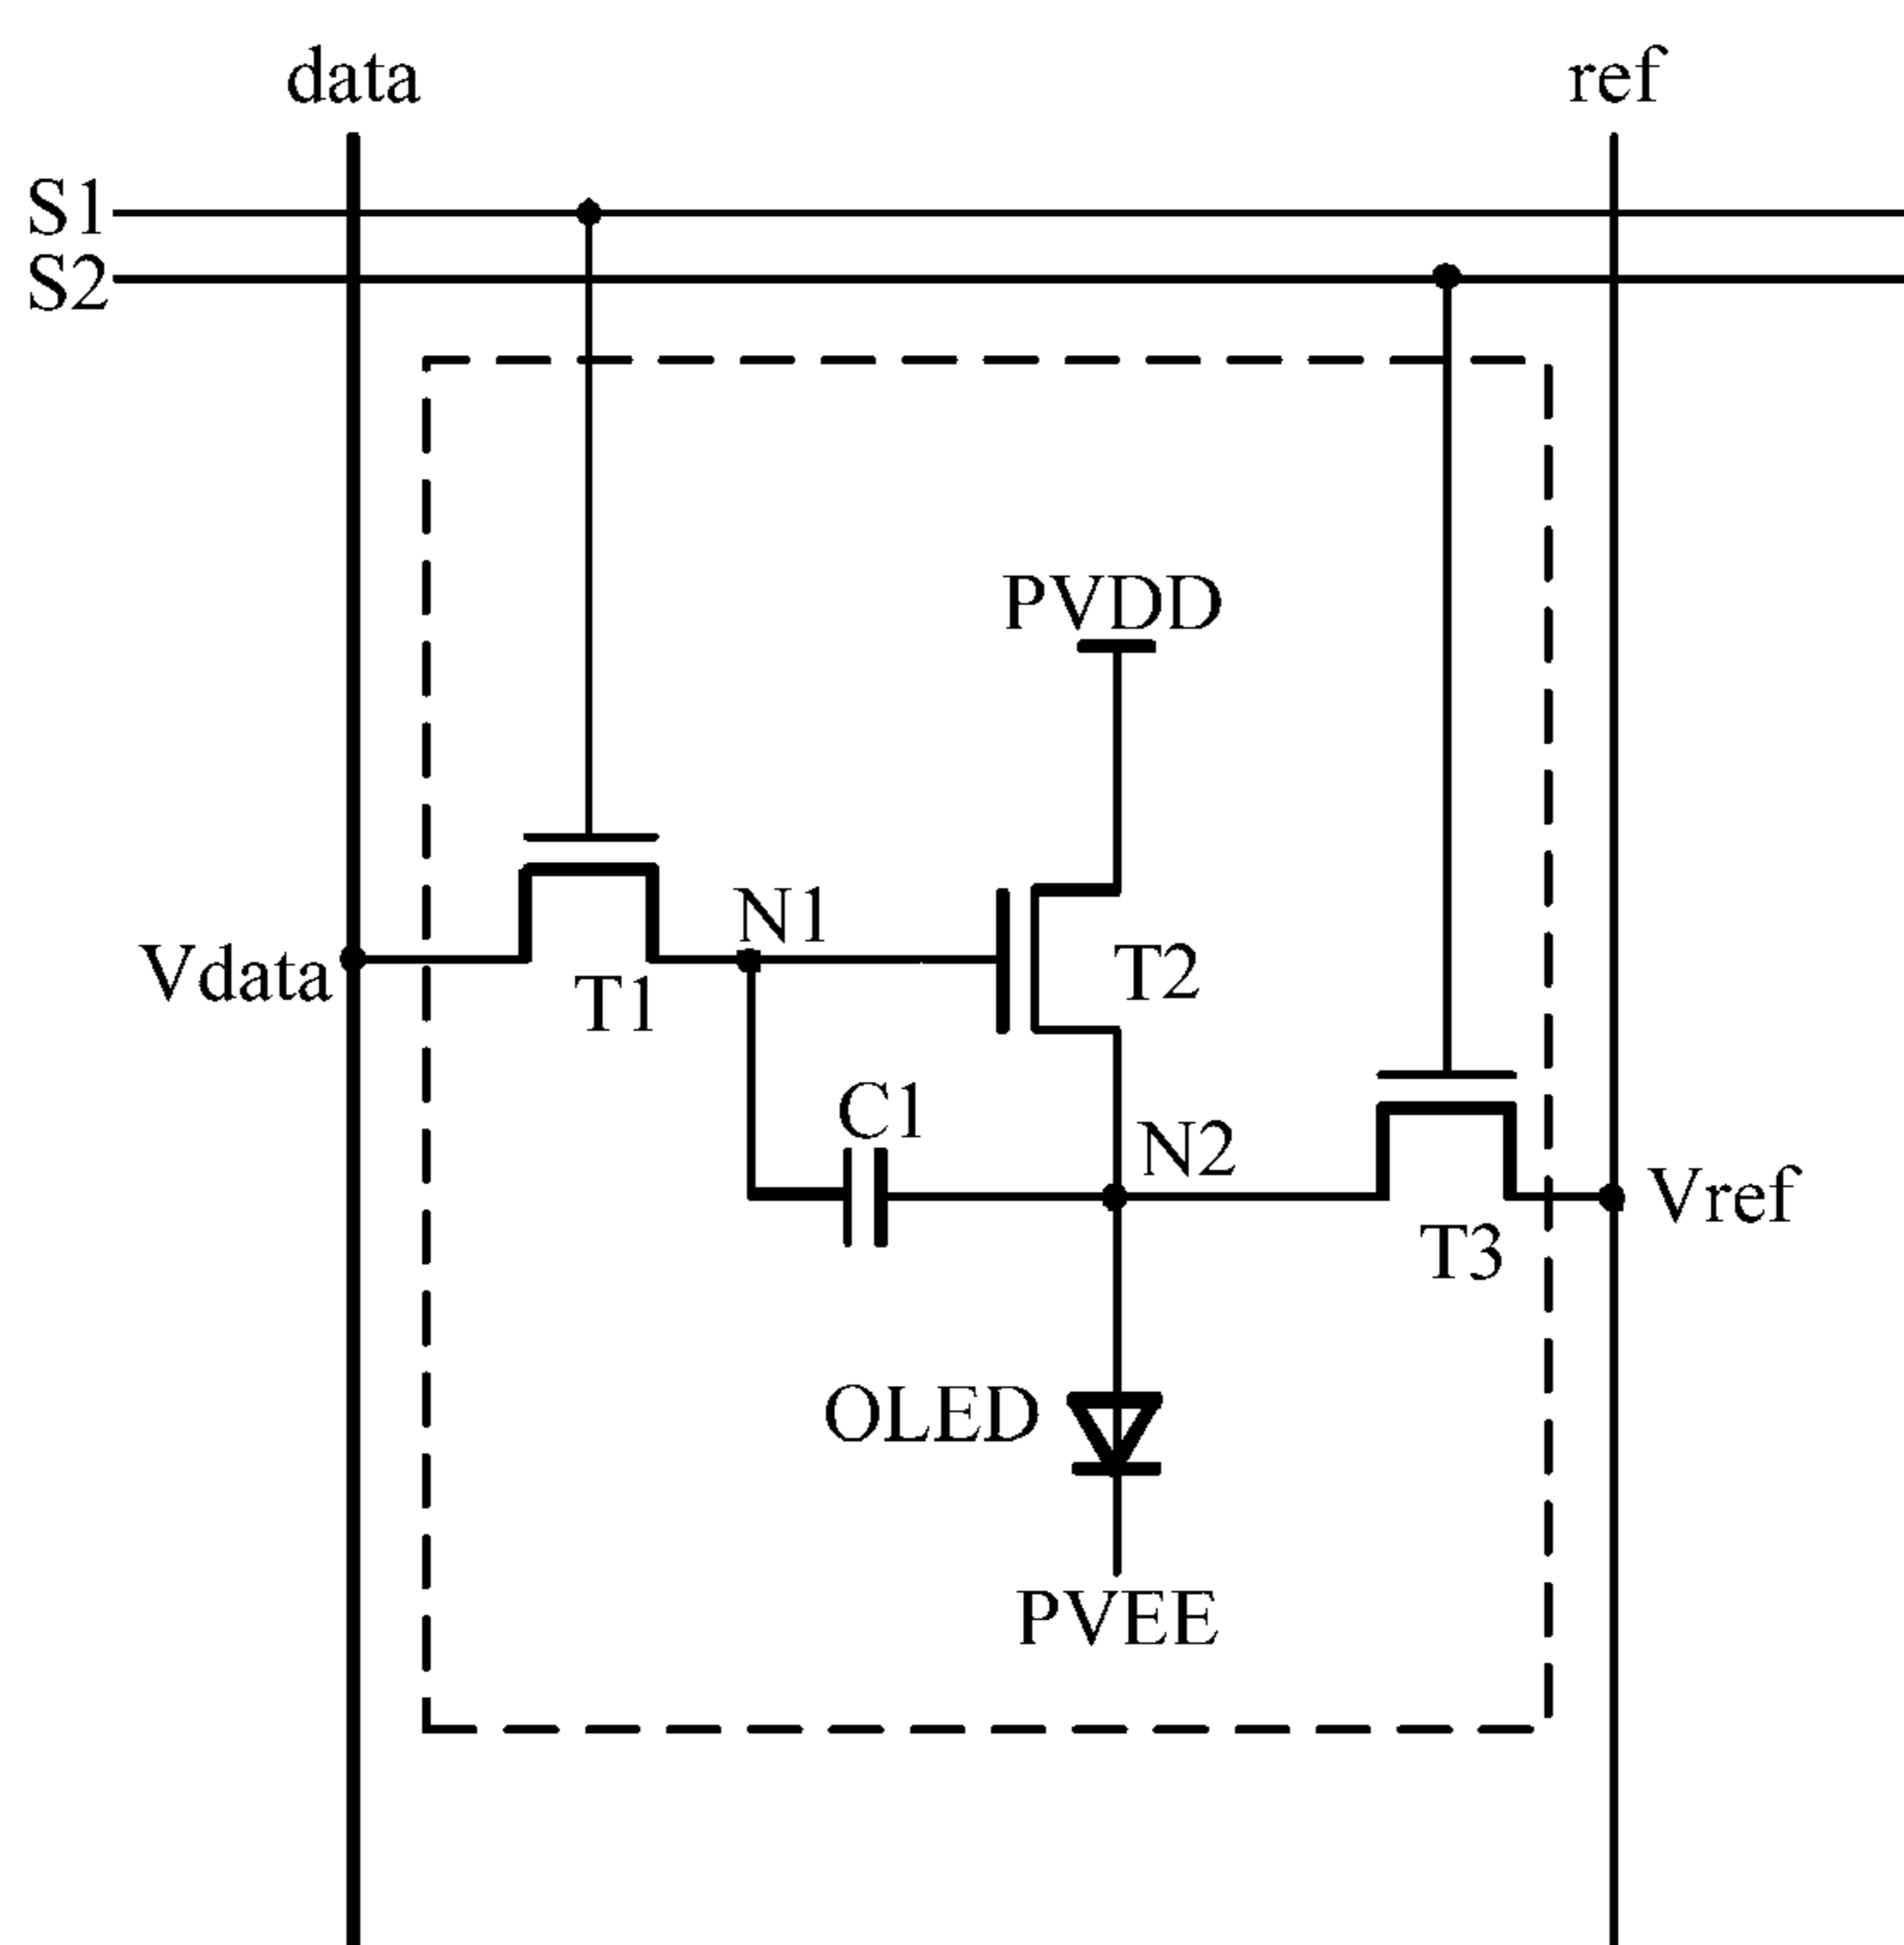 data
ref
S1
S2
PVDD
N1
Vdata
T1
T2
C1
N2
Vref
T3
OLED
PVEE